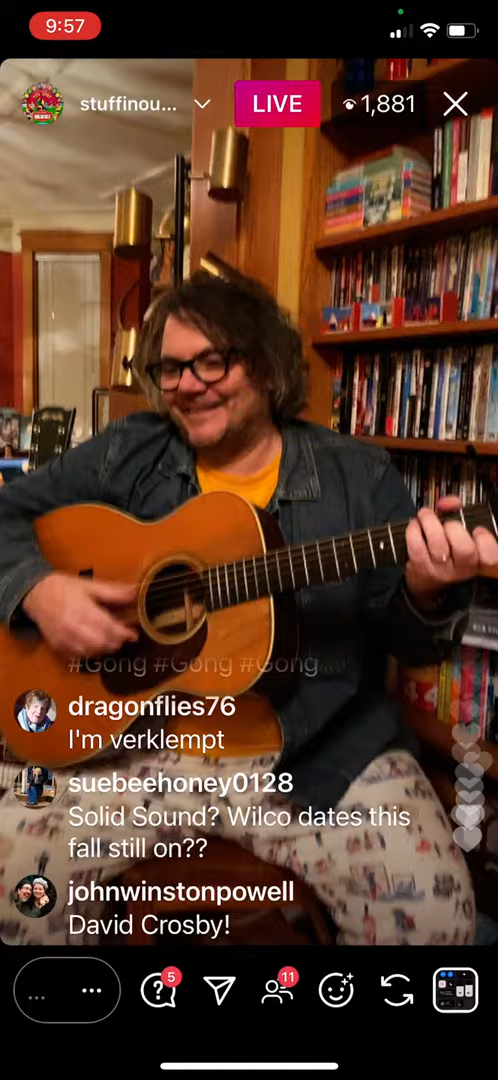 9:57
stuffinou...
LIVE
1,881
#Gong #Gong #Gong
dragonflies76
I'm verklempt
suebeehoney0128
Solid Sound? Wilco dates this
fall still on??
johnwinstonpowell
David Crosby!
... ...
5
11